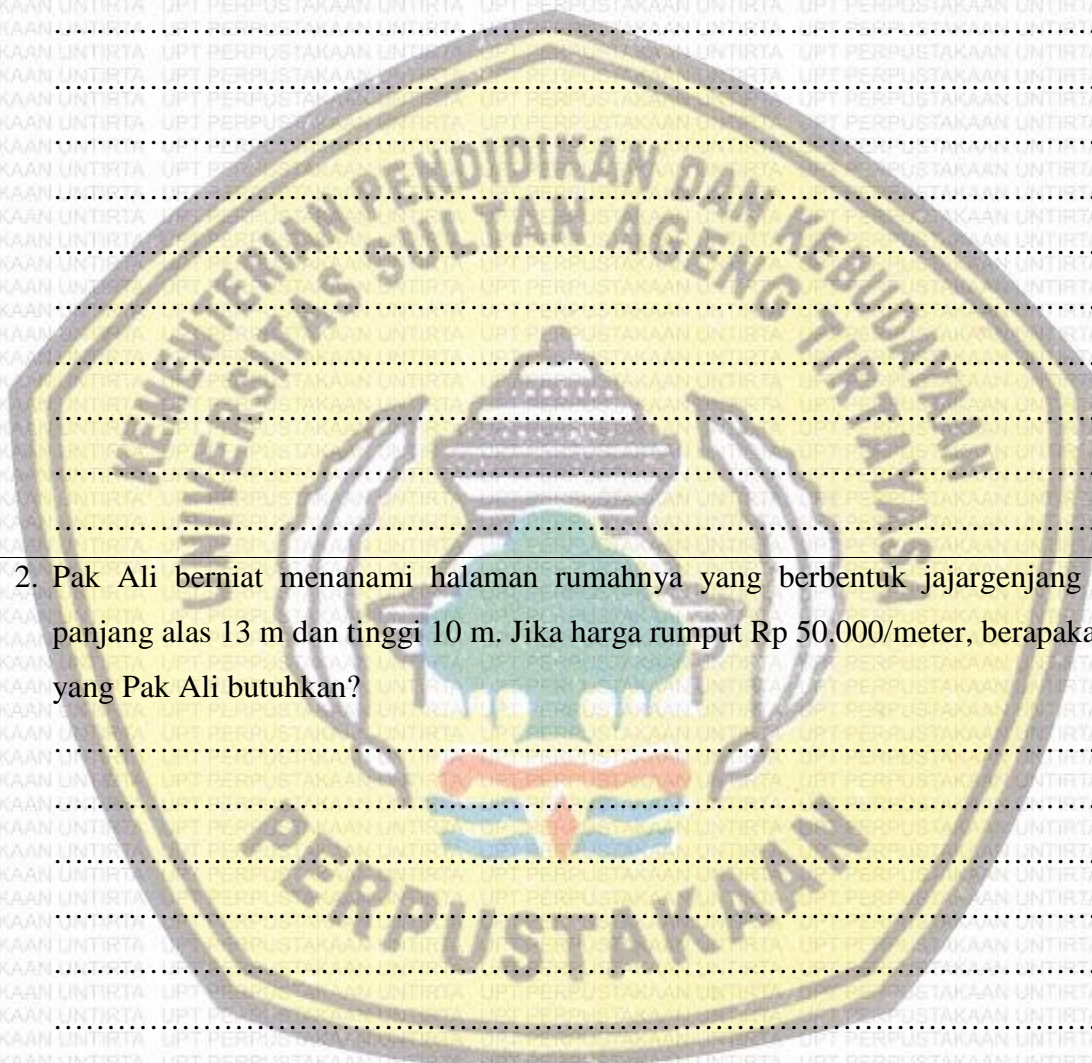 KEMENTERIAN PENDIDIKAN DAN KEBUDAYAAN
UNIVERSITAS SULTAN AGENG TIRTAYASA
2. Pak Ali berniat menanami halaman rumahnya yang berbentuk jajargenjang
panjang alas 13 m dan tinggi 10 m. Jika harga rumput Rp 50.000/meter, berapaka
yang Pak Ali butuhkan?
PERPUSTAKAAN